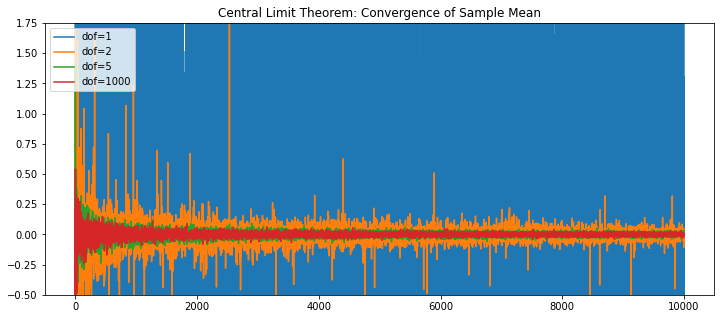 Central Limit Theorem: Convergence of Sample Mean
1.75
1.50
1.25
1.00
0.75
0.50
0.25
0.00
−0.25
−0.50
dof=1
dof=2
dof=5
dof=1000
0 2000 4000 6000 8000 10000